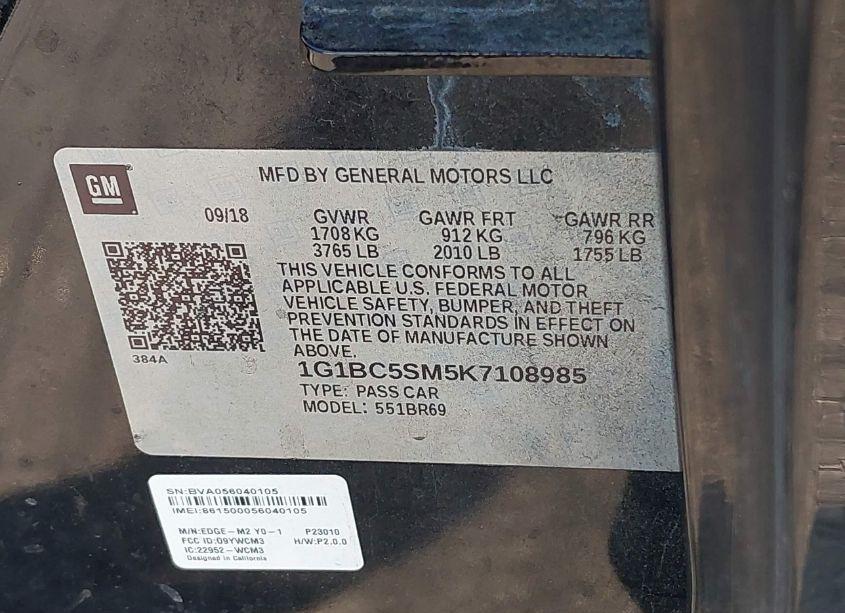 GM
MFD BY GENERAL MOTORS LLC
09/18 GVWR GAWR FRT GAWR RR
1708 KG 912 KG 796 KG
3765 LB 2010 LB 1755 LB
THIS VEHICLE CONFORMS TO ALL
APPLICABLE U.S. FEDERAL MOTOR
VEHICLE SAFETY, BUMPER, AND THEFT
PREVENTION STANDARDS IN EFFECT ON
THE DATE OF MANUFACTURE SHOWN
ABOVE.
384A
1G1BC5SM5K7108985
TYPE: PASS CAR
MODEL: 551BR69
SN:BVA056040105
IMEI:861500056040105
M/N:EDGE-M2 Y0-1 P23010
FCC ID:09YWCM3 H/W:P2.0.0
IC:22952-WCM3
Designed in California